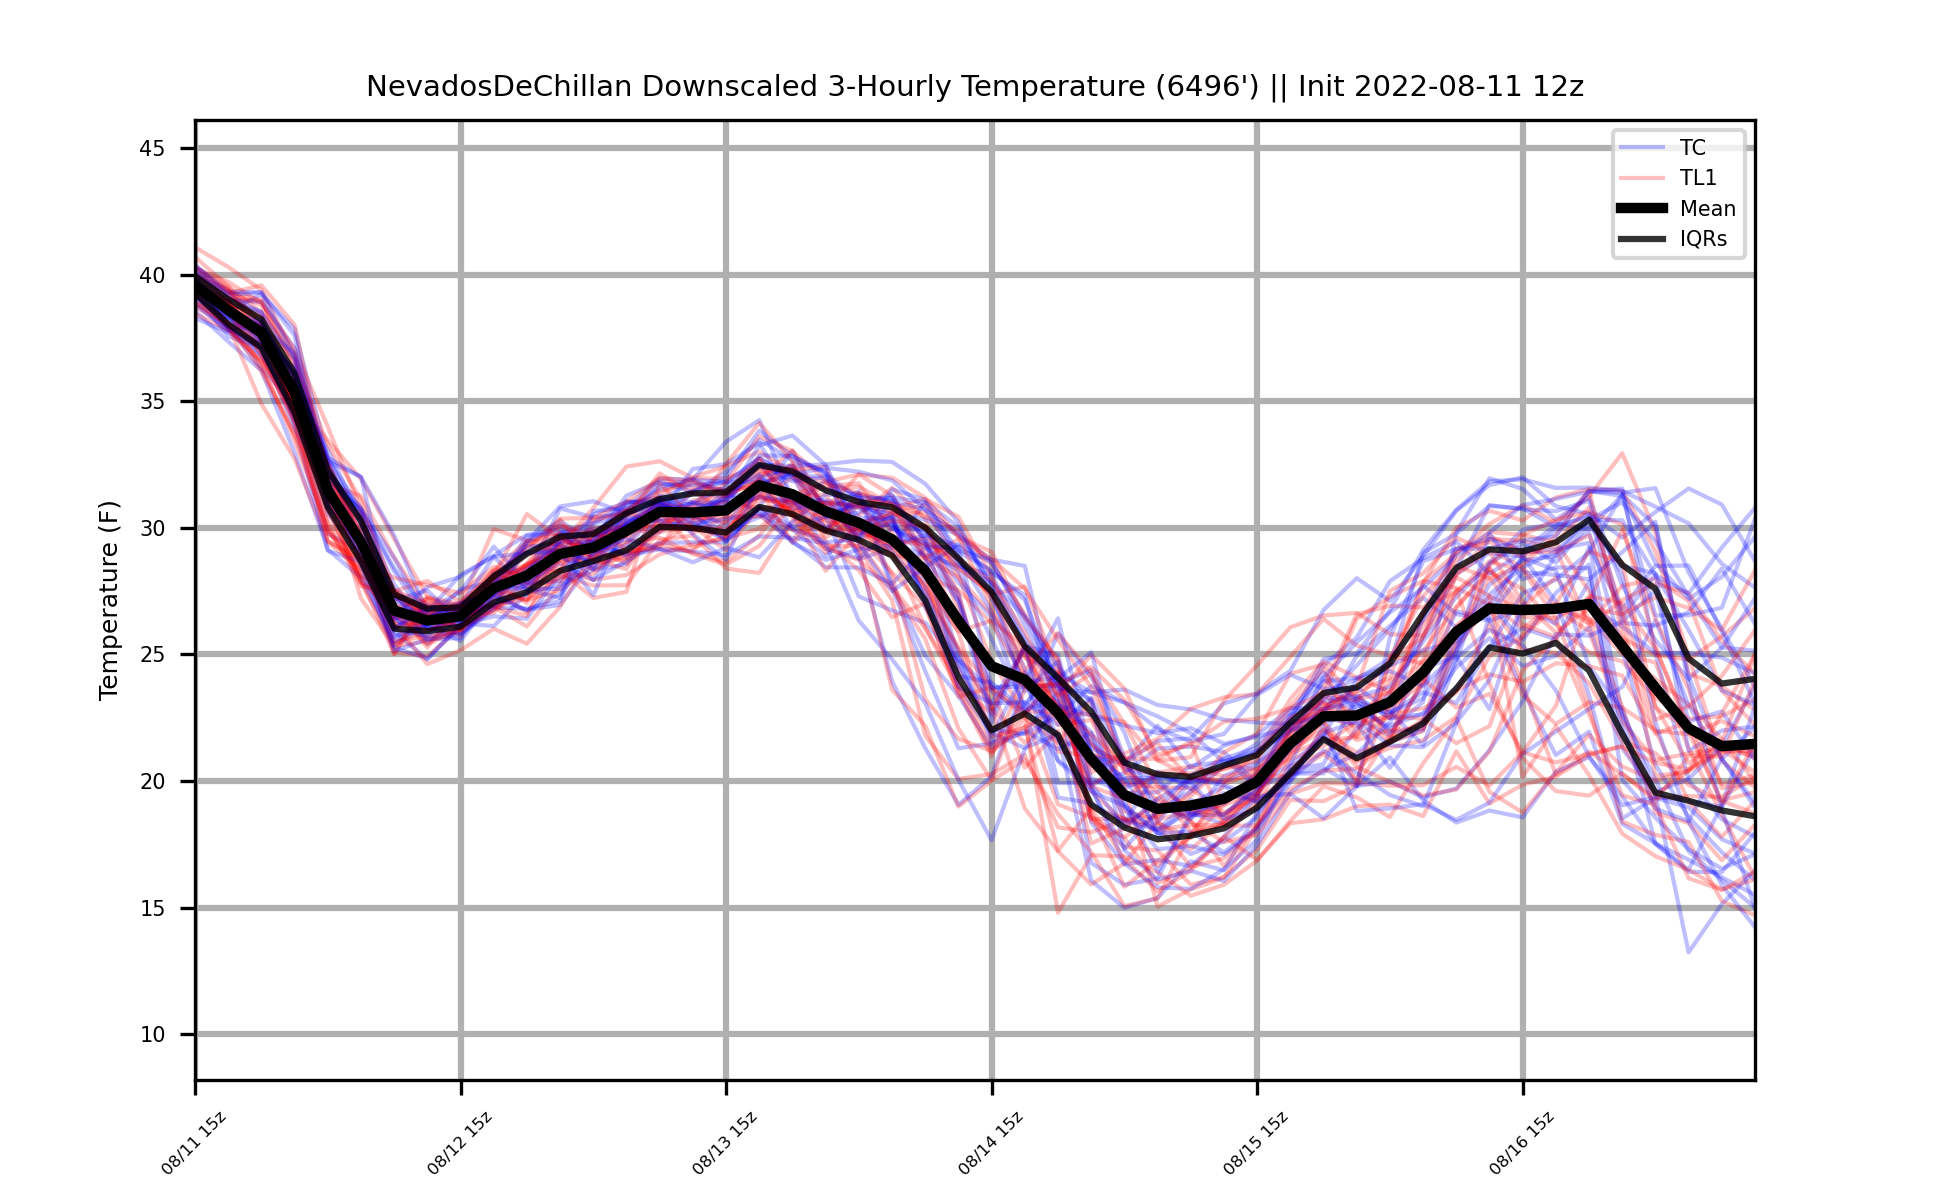 NevadosDeChillan Downscaled 3-Hourly Temperature (6496') || Init 2022-08-11 12z
TC
TL1
Mean
IQRs
Temperature (F)
45
40
35
30
25
20
15
10
08/11 15z
08/12 15z
08/13 15z
08/14 15z
08/15 15z
08/16 15z